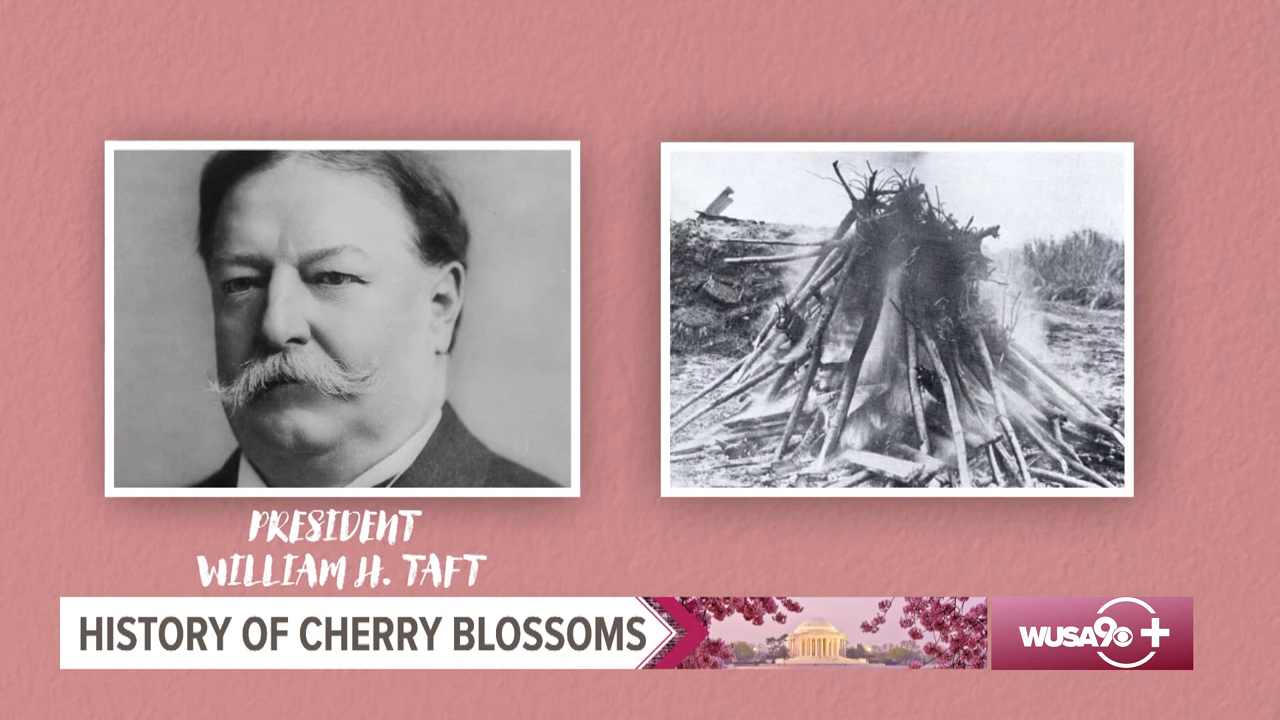 PRESIDENT
WILLIAM H. TAFT
HISTORY OF CHERRY BLOSSOMS
WUSA9+